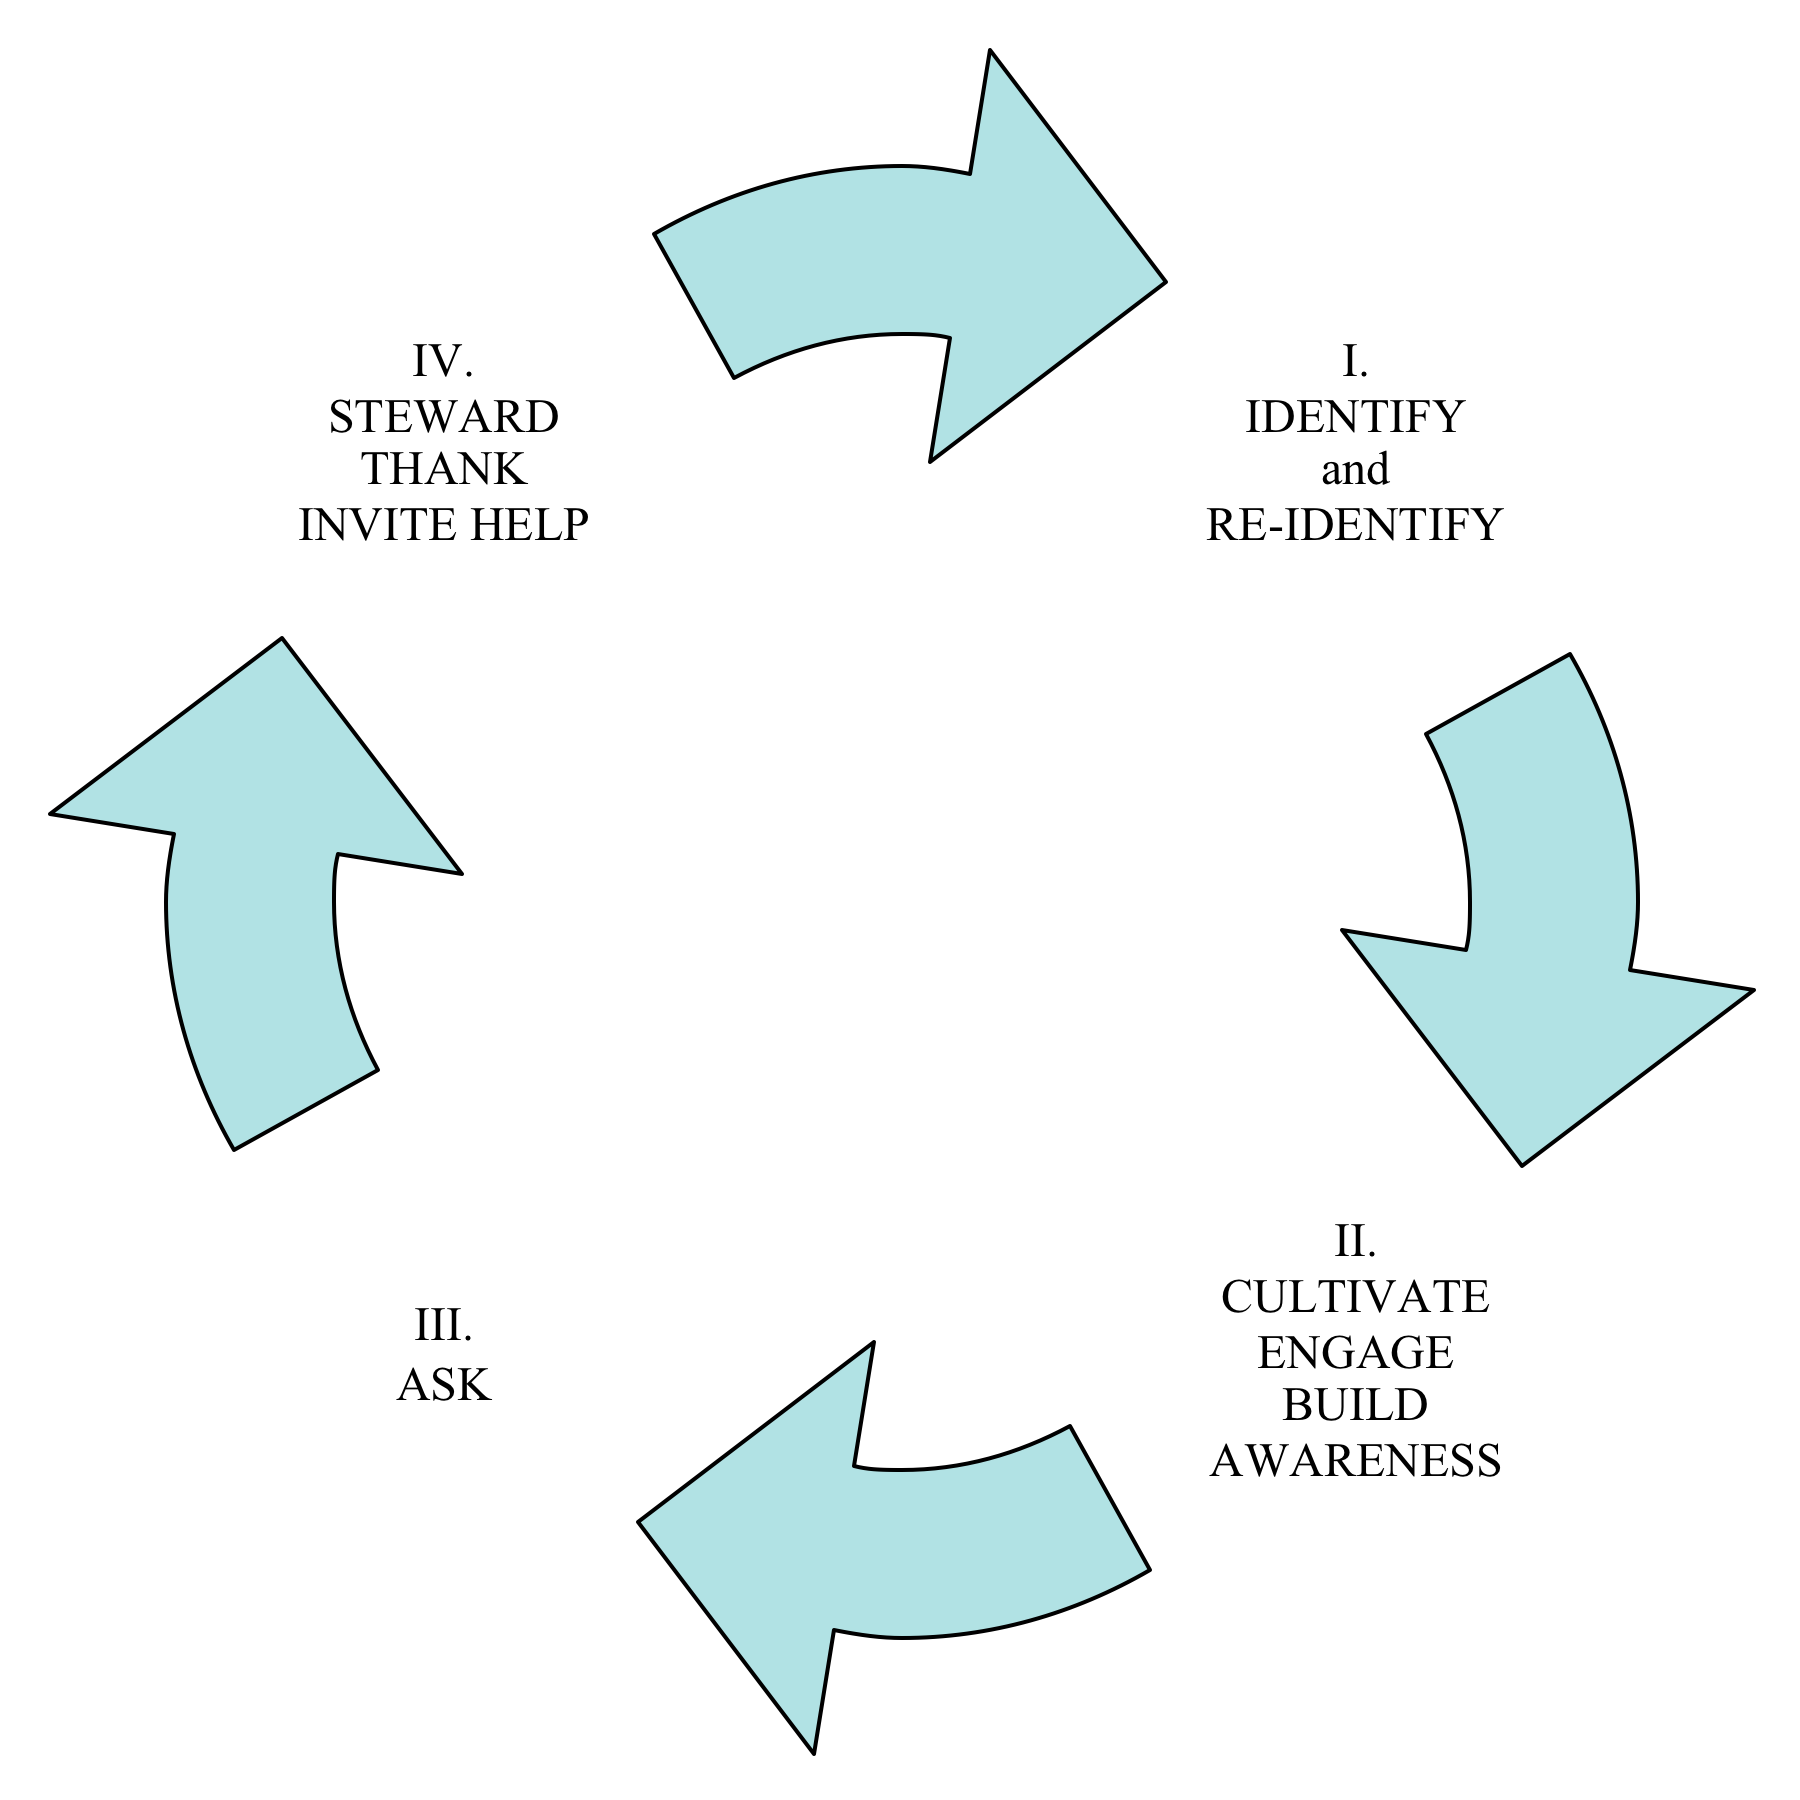 I.
IDENTIFY
and
RE-IDENTIFY
II.
CULTIVATE
ENGAGE
BUILD
AWARENESS
III.
ASK
IV.
STEWARD
THANK
INVITE HELP